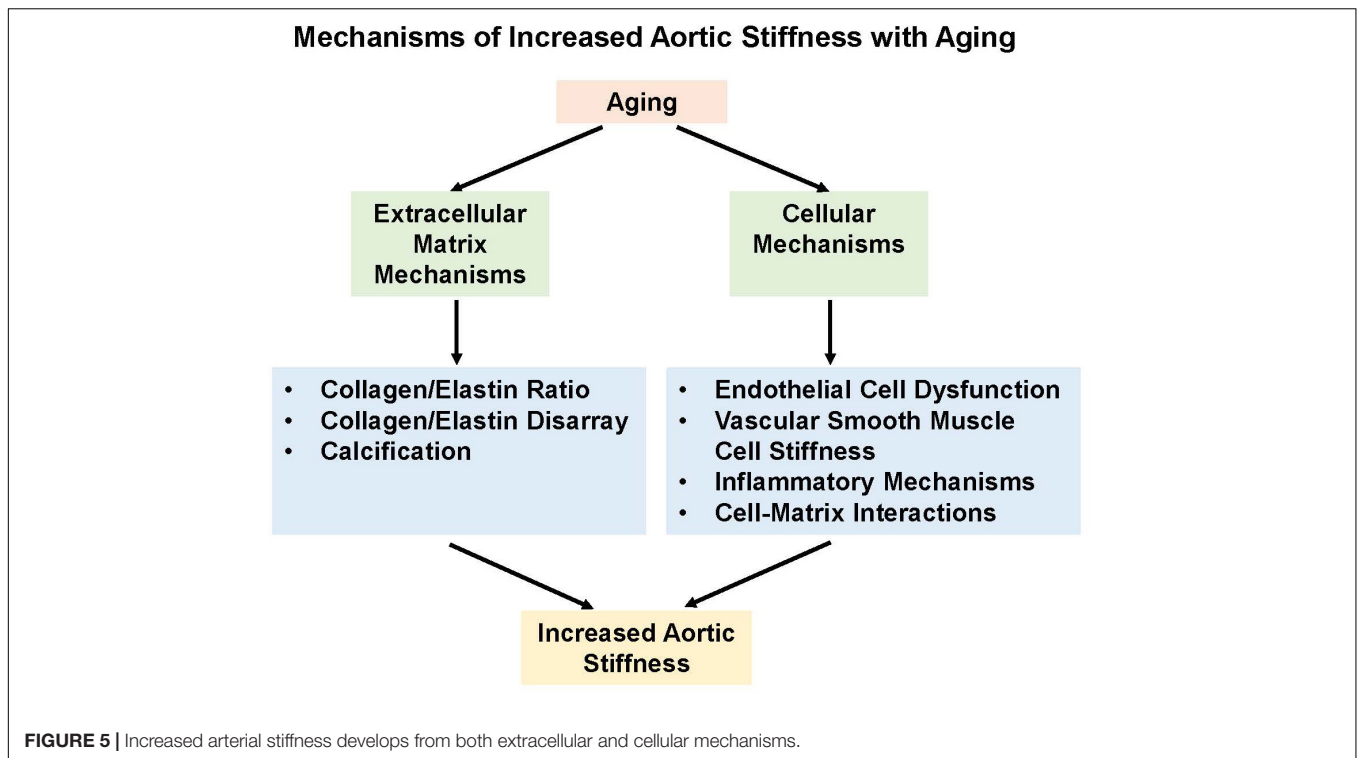 Mechanisms of Increased Aortic Stiffness with Aging
Aging
Extracellular
Matrix
Mechanisms
Cellular
Mechanisms
• Collagen/Elastin Ratio
• Collagen/Elastin Disarray
• Calcification
• Endothelial Cell Dysfunction
• Vascular Smooth Muscle
Cell Stiffness
• Inflammatory Mechanisms
• Cell-Matrix Interactions
Increased Aortic
Stiffness
FIGURE 5 | Increased arterial stiffness develops from both extracellular and cellular mechanisms.